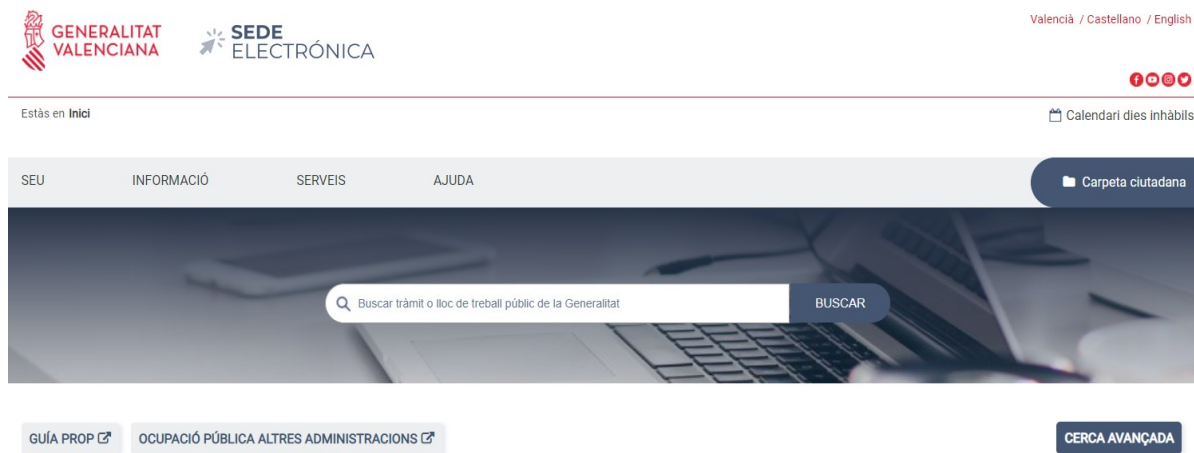 GENERALITAT
VALENCIANA
SEDE
ELECTRÓNICA
Valencià / Castellano / English
Estàs en Inici
Calendari dies inhàbils
SEU INFORMACIÓ SERVEIS AJUDA
Carpeta ciutadana
Buscar tràmit o lloc de treball públic de la Generalitat
BUSCAR
GUÍA PROP
OCUPACIÓ PÚBLICA ALTRES ADMINISTRACIONS
CERCA AVANÇADA